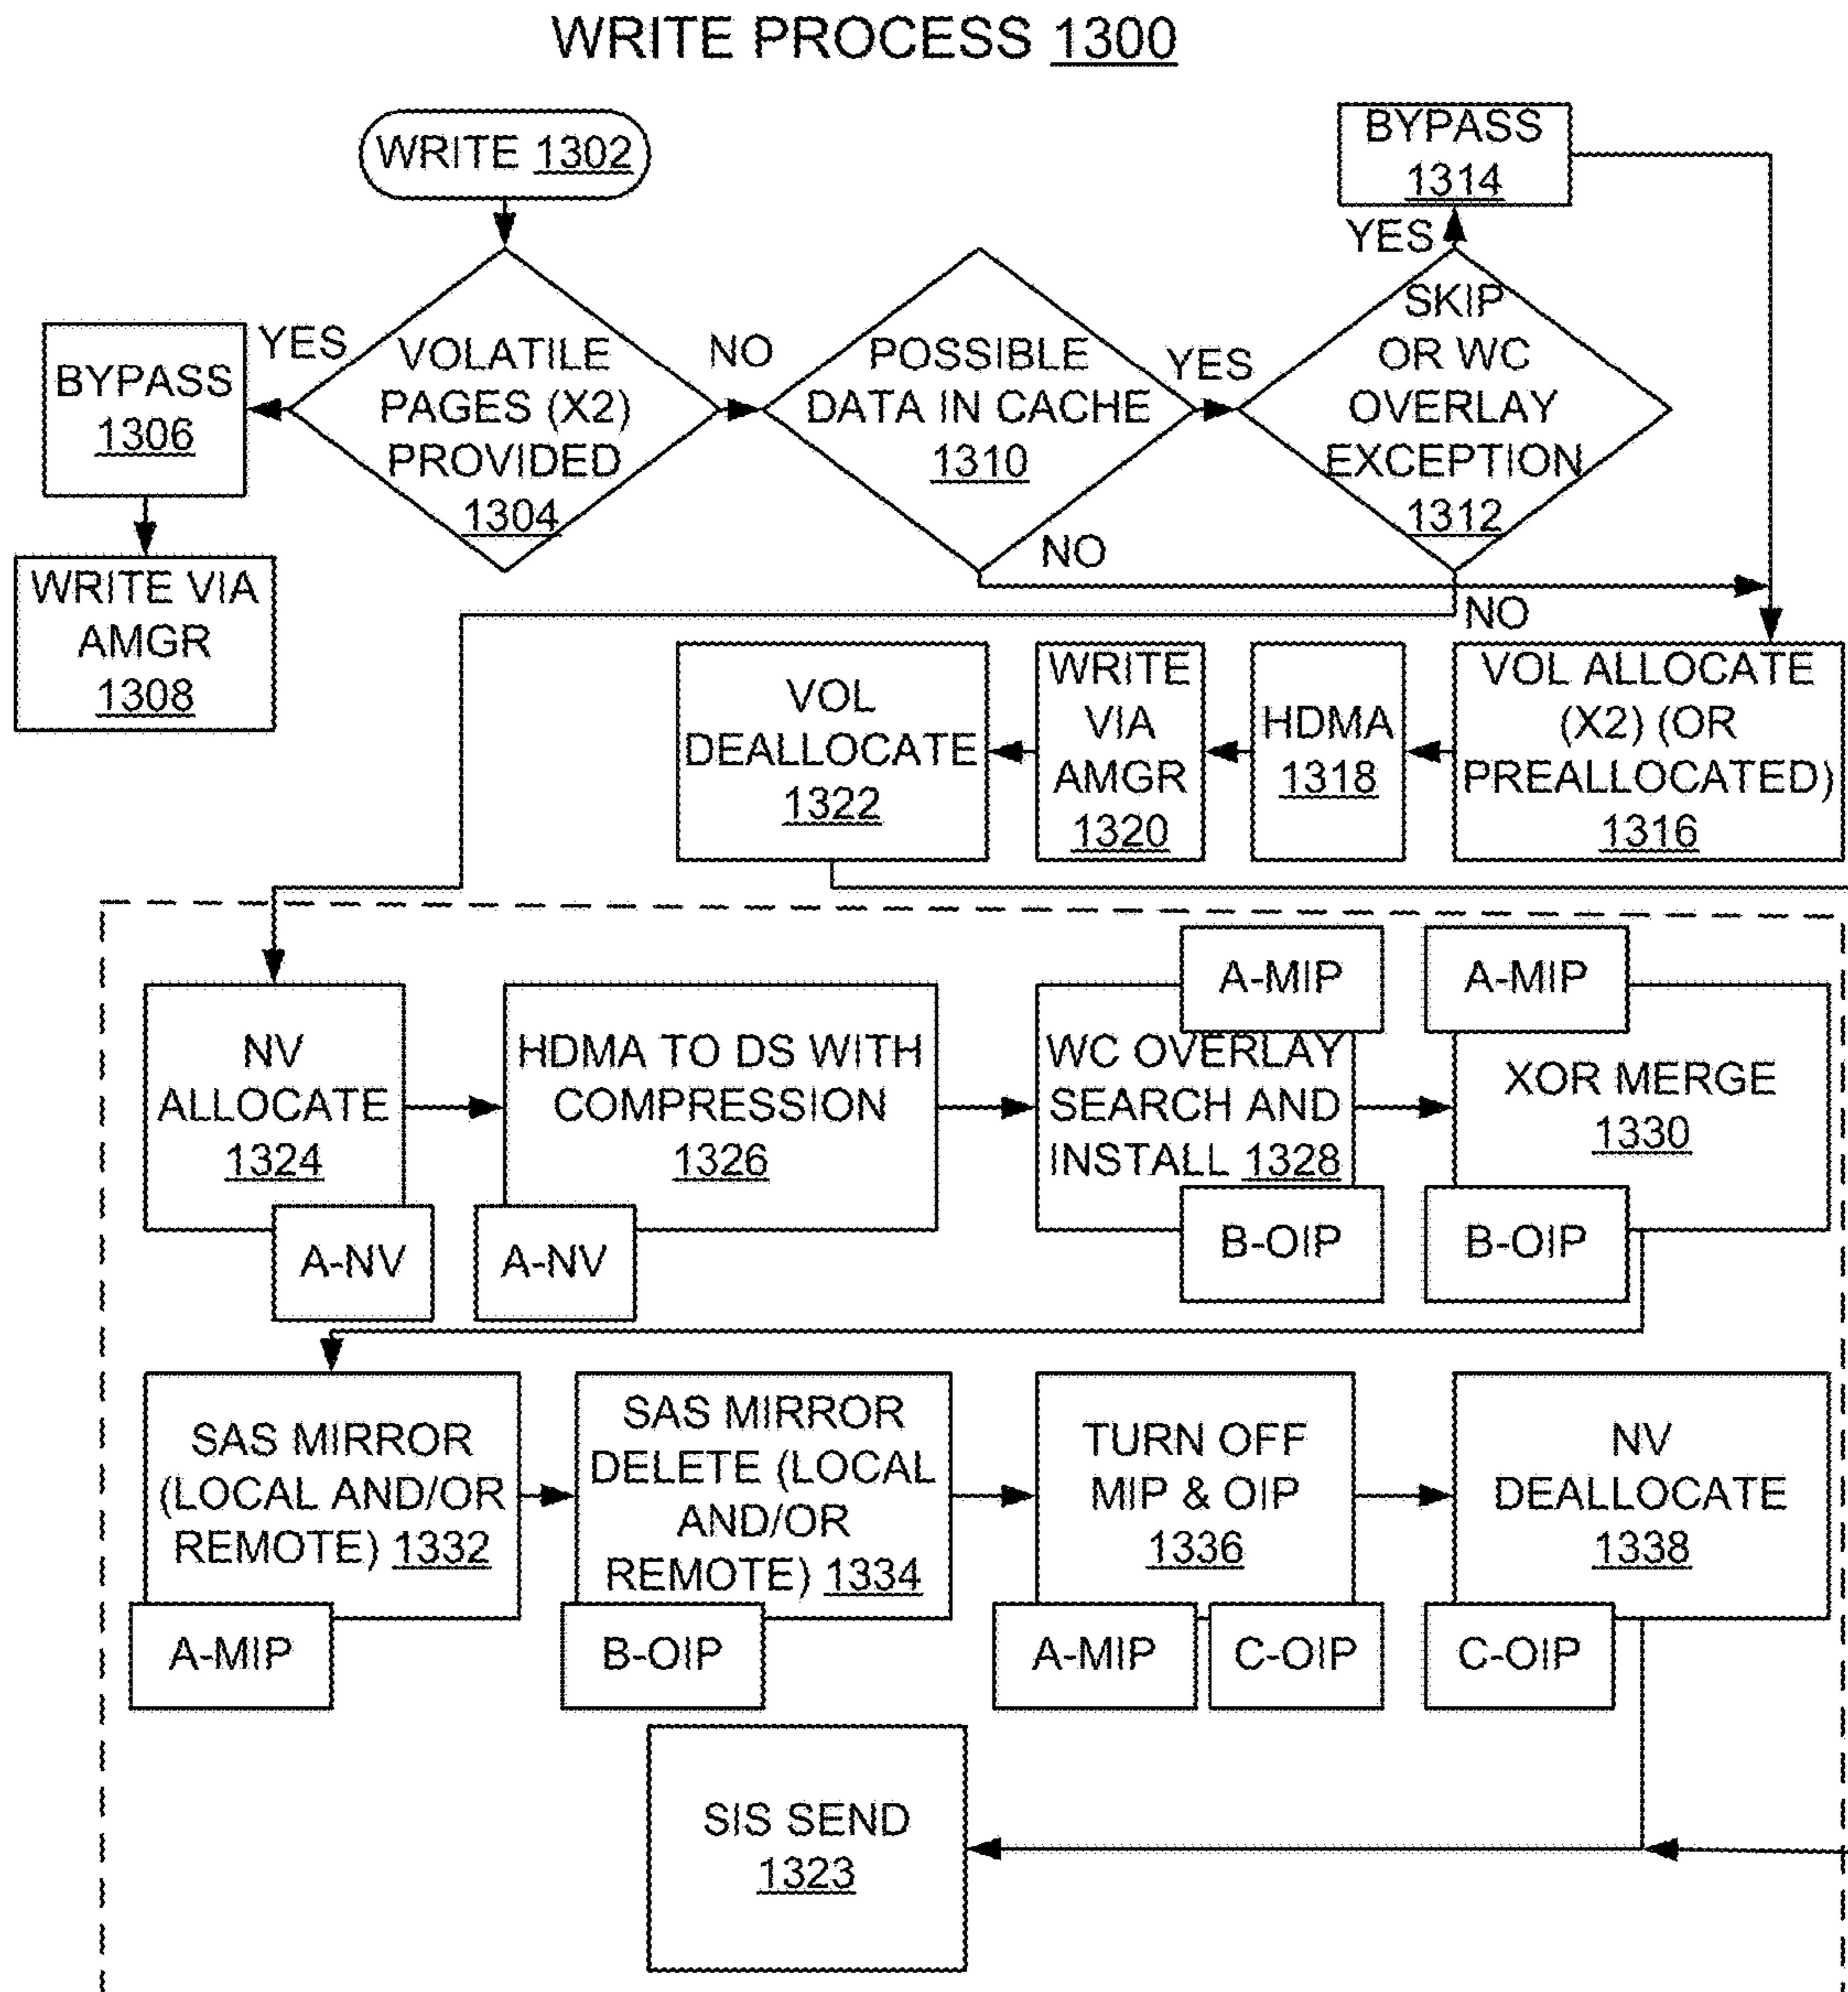 WRITE PROCESS 1300
WRITE 1302
BYPASS
1314
YES
YES
BYPASS
1306
VOLATILE
PAGES (X2)
PROVIDED
1304
NO
POSSIBLE
DATA IN CACHE
1310
YES
SKIP
OR WC
OVERLAY
EXCEPTION
1312
NO
NO
WRITE VIA
AMGR
1308
VOL
DEALLOCATE
1322
WRITE
VIA
AMGR
1320
HDMA
1318
VOL ALLOCATE
(X2) (OR
PREALLOCATED)
1316
A-MIP
A-MIP
NV
ALLOCATE
1324
HDMA TO DS WITH
COMPRESSION
1326
WC OVERLAY
SEARCH AND
INSTALL 1328
XOR MERGE
1330
A-NV
A-NV
B-OIP
B-OIP
SAS MIRROR
(LOCAL AND/OR
REMOTE) 1332
SAS MIRROR
DELETE (LOCAL
AND/OR
REMOTE) 1334
TURN OFF
MIP & OIP
1336
NV
DEALLOCATE
1338
A-MIP
B-OIP
A-MIP
C-OIP
C-OIP
SIS SEND
1323